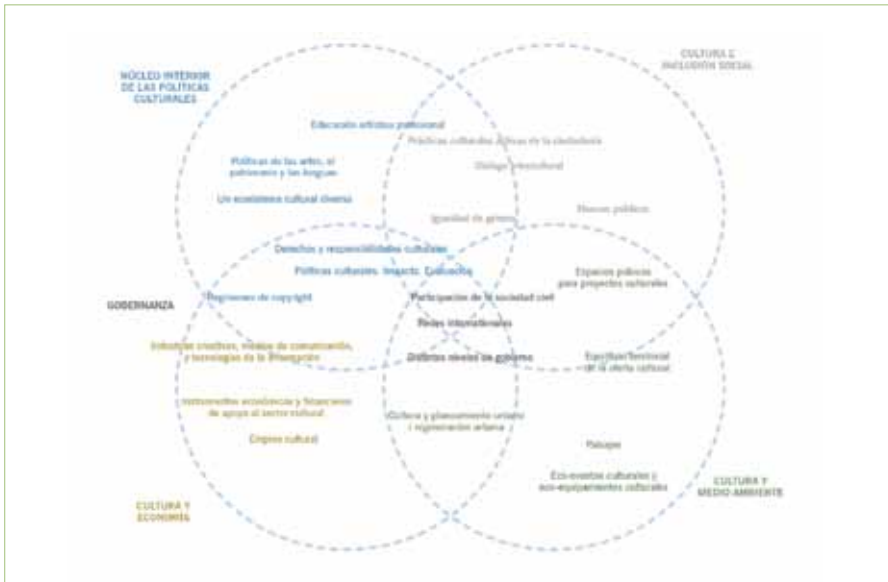 NÚCLEO INTERIOR
DE LAS POLÍTICAS
CULTURALES
CULTURA E
INCLUSIÓN SOCIAL
Educación artística profesional
Prácticas culturales activas de la ciudadanía
Diálogo intercultural
Políticas de las artes, el
patrimonio y las lenguas
Un ecosistema cultural diverso
Igualdad de género
Nuevos públicos
Derechos y responsabilidades culturales
Políticas culturales. Impacto. Evaluación
Espacios públicos
para proyectos culturales
GOBERNANZA
Regímenes de copyright
Participación de la sociedad civil
Redes internacionales
Industrias creativas, medios de comunicación,
y tecnologías de la información
Distintos niveles de gobierno
Equilibrio territorial
de la oferta cultural
Instrumentos económicos y financieros
de apoyo al sector cultural
Cultura y planeamiento urbano
i regeneración urbana
Empleo cultural
Paisajes
Eco-eventos culturales y
eco-equipamientos culturales
CULTURA Y
ECONOMÍA
CULTURA Y
MEDIO AMBIENTE